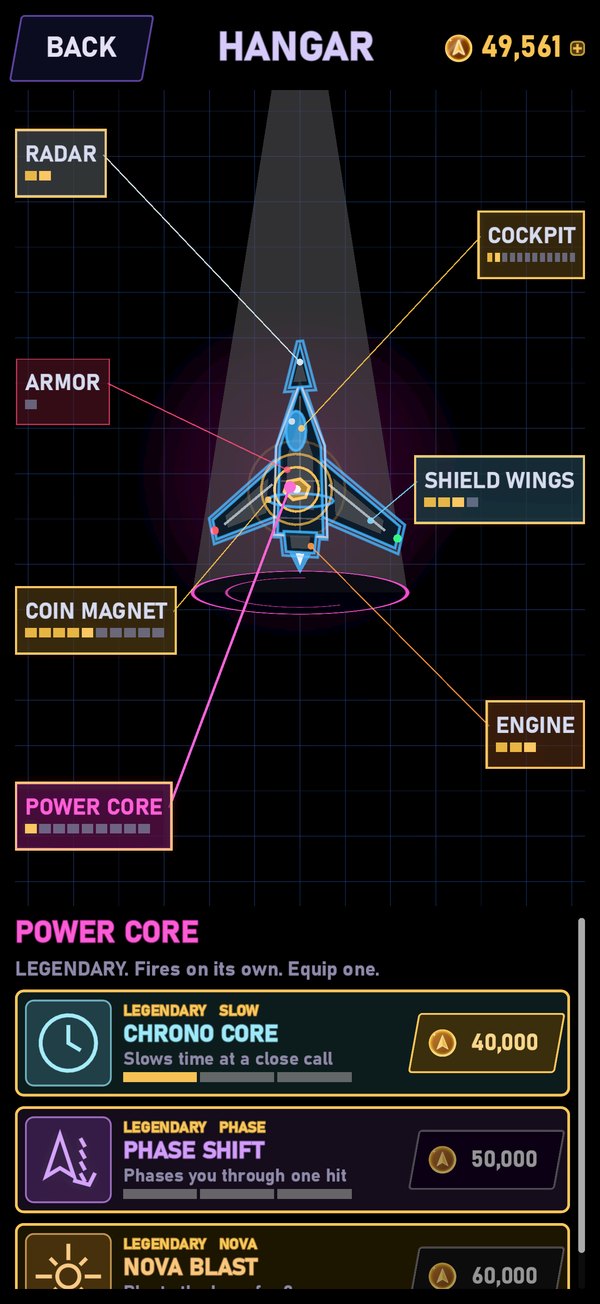 BACK
HANGAR
49,561
RADAR
COCKPIT
ARMOR
SHIELD WINGS
COIN MAGNET
ENGINE
POWER CORE
POWER CORE
LEGENDARY. Fires on its own. Equip one.
LEGENDARY SLOW
CHRONO CORE
Slows time at a close call
40,000
LEGENDARY PHASE
PHASE SHIFT
Phases you through one hit
50,000
LEGENDARY NOVA
NOVA BLAST
60,000